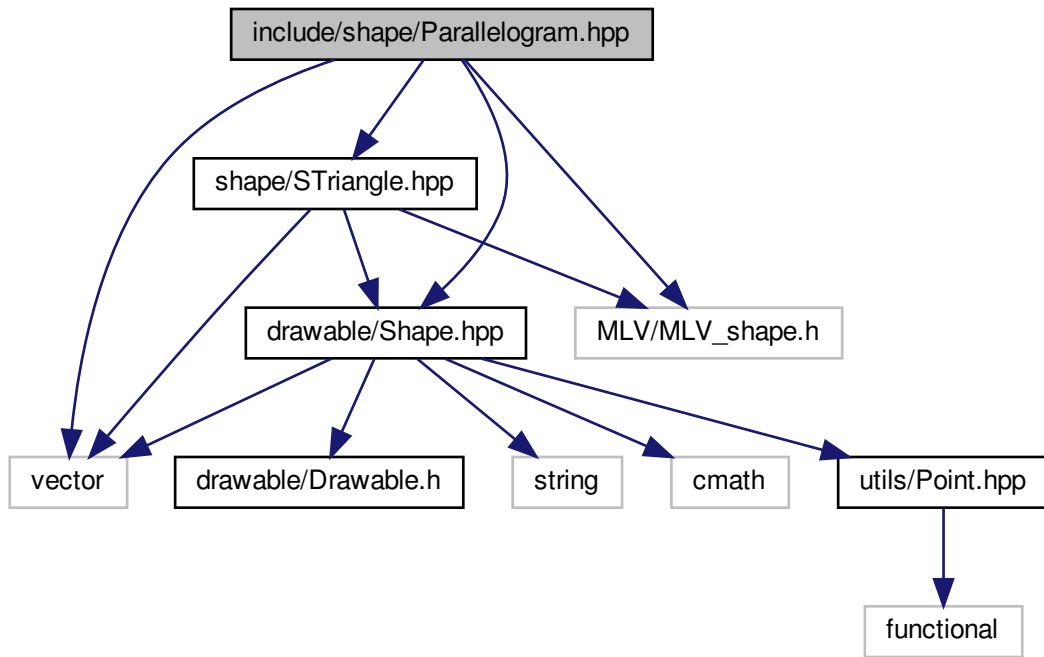 include/shape/Parallelogram.hpp
shape/STriangle.hpp
drawable/Shape.hpp
MLV/MLV_shape.h
vector
drawable/Drawable.h
string
cmath
utils/Point.hpp
functional